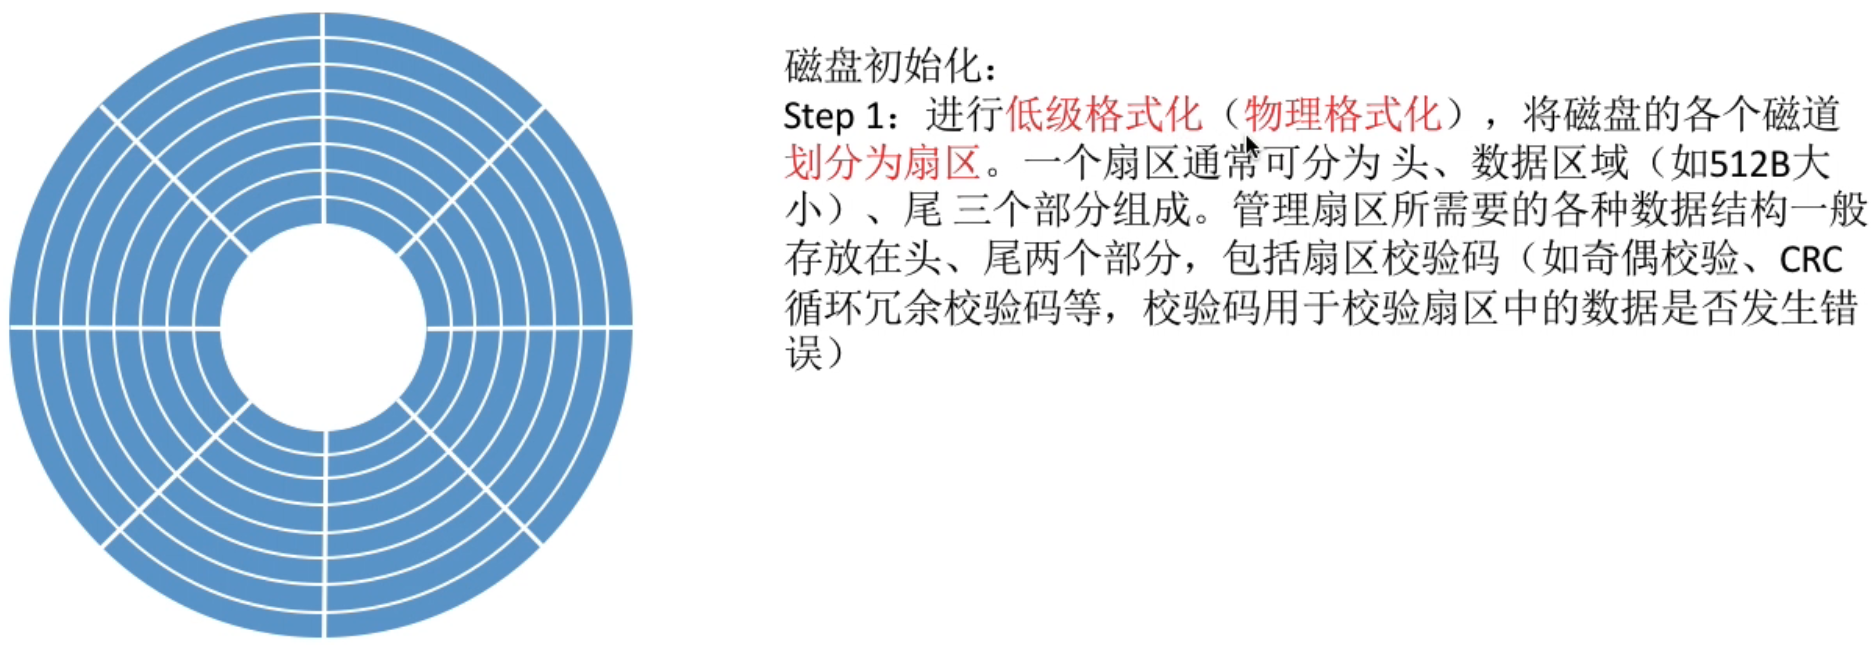 磁盘初始化：
Step 1：进行低级格式化（物理格式化），将磁盘的各个磁道
划分为扇区。一个扇区通常可分为 头、数据区域（如512B大
小）、尾 三个部分组成。管理扇区所需要的各种数据结构一般
存放在头、尾两个部分，包括扇区校验码（如奇偶校验、CRC
循环冗余校验码等，校验码用于校验扇区中的数据是否发生错
误）